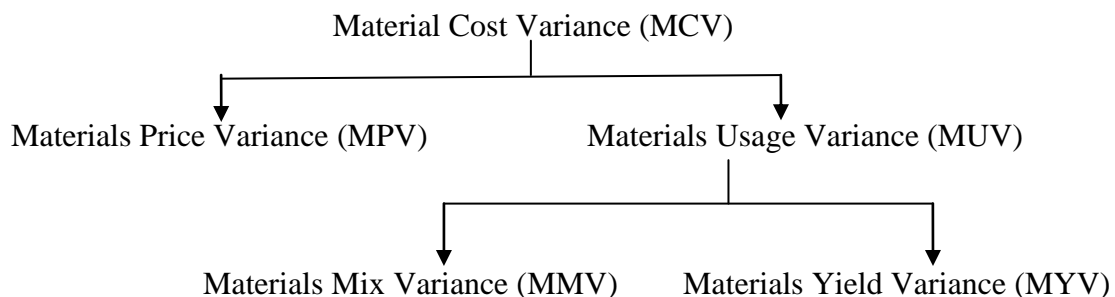 Material Cost Variance (MCV)
Materials Price Variance (MPV) Materials Usage Variance (MUV)
Materials Mix Variance (MMV) Materials Yield Variance (MYV)